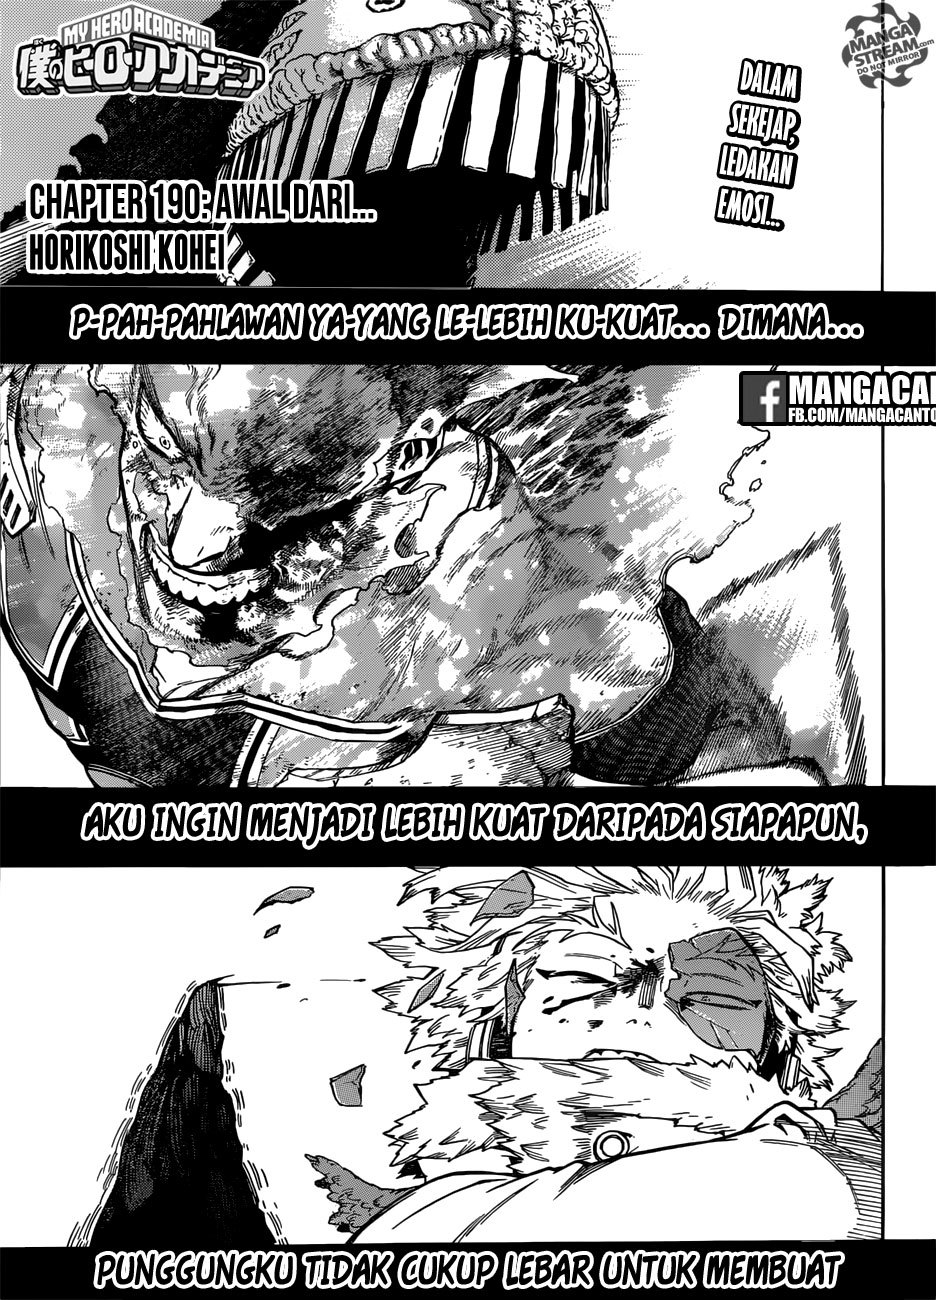 MY HERO ACADEMIA
僕のヒーローアカデミア
MANGA
STREAM.com
DO NOT MIRROR
DALAM
SEKEJAP,
LEDAKAN
EMOSI...
CHAPTER 190: AWAL DARI...
HORIKOSHI KOHEI
P-PAH-PAHLAWAN YA-YANG LE-LEBIH KU-KUAT... DIMANA...
MANGACAN
FB.COM/MANGACANTO
AKU INGIN MENJADI LEBIH KUAT DARIPADA SIAPAPUN,
PUNGGUNGKU TIDAK CUKUP LEBAR UNTUK MEMBUAT